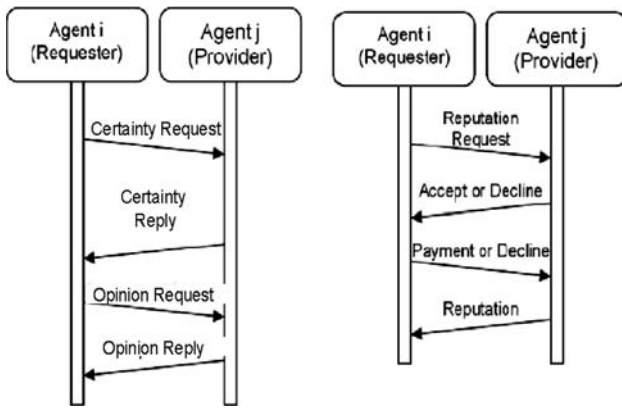 Agent i
(Requester)
Agent j
(Provider)
Certainty Request
Certainty
Reply
Opinion Request
Opinion Reply
Agent i
(Requester)
Agent j
(Provider)
Reputation
Request
Accept or Decline
Payment or Decline
Reputation